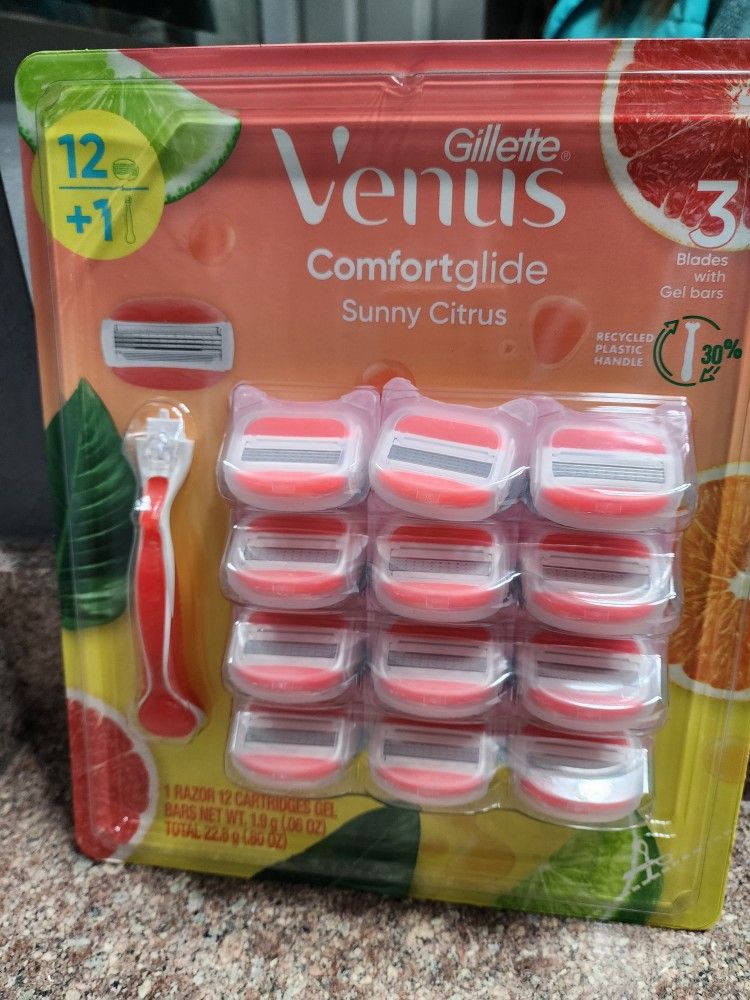 12
+1
Gillette®
Venus
Comfortglide
Sunny Citrus
3
Blades
with
Gel bars
RECYCLED
PLASTIC
HANDLE
30%
1 RAZOR 12 CARTRIDGES GEL
BARS NET WT. 1.9 g (.06 OZ)
TOTAL 22.8 g (.80 OZ)